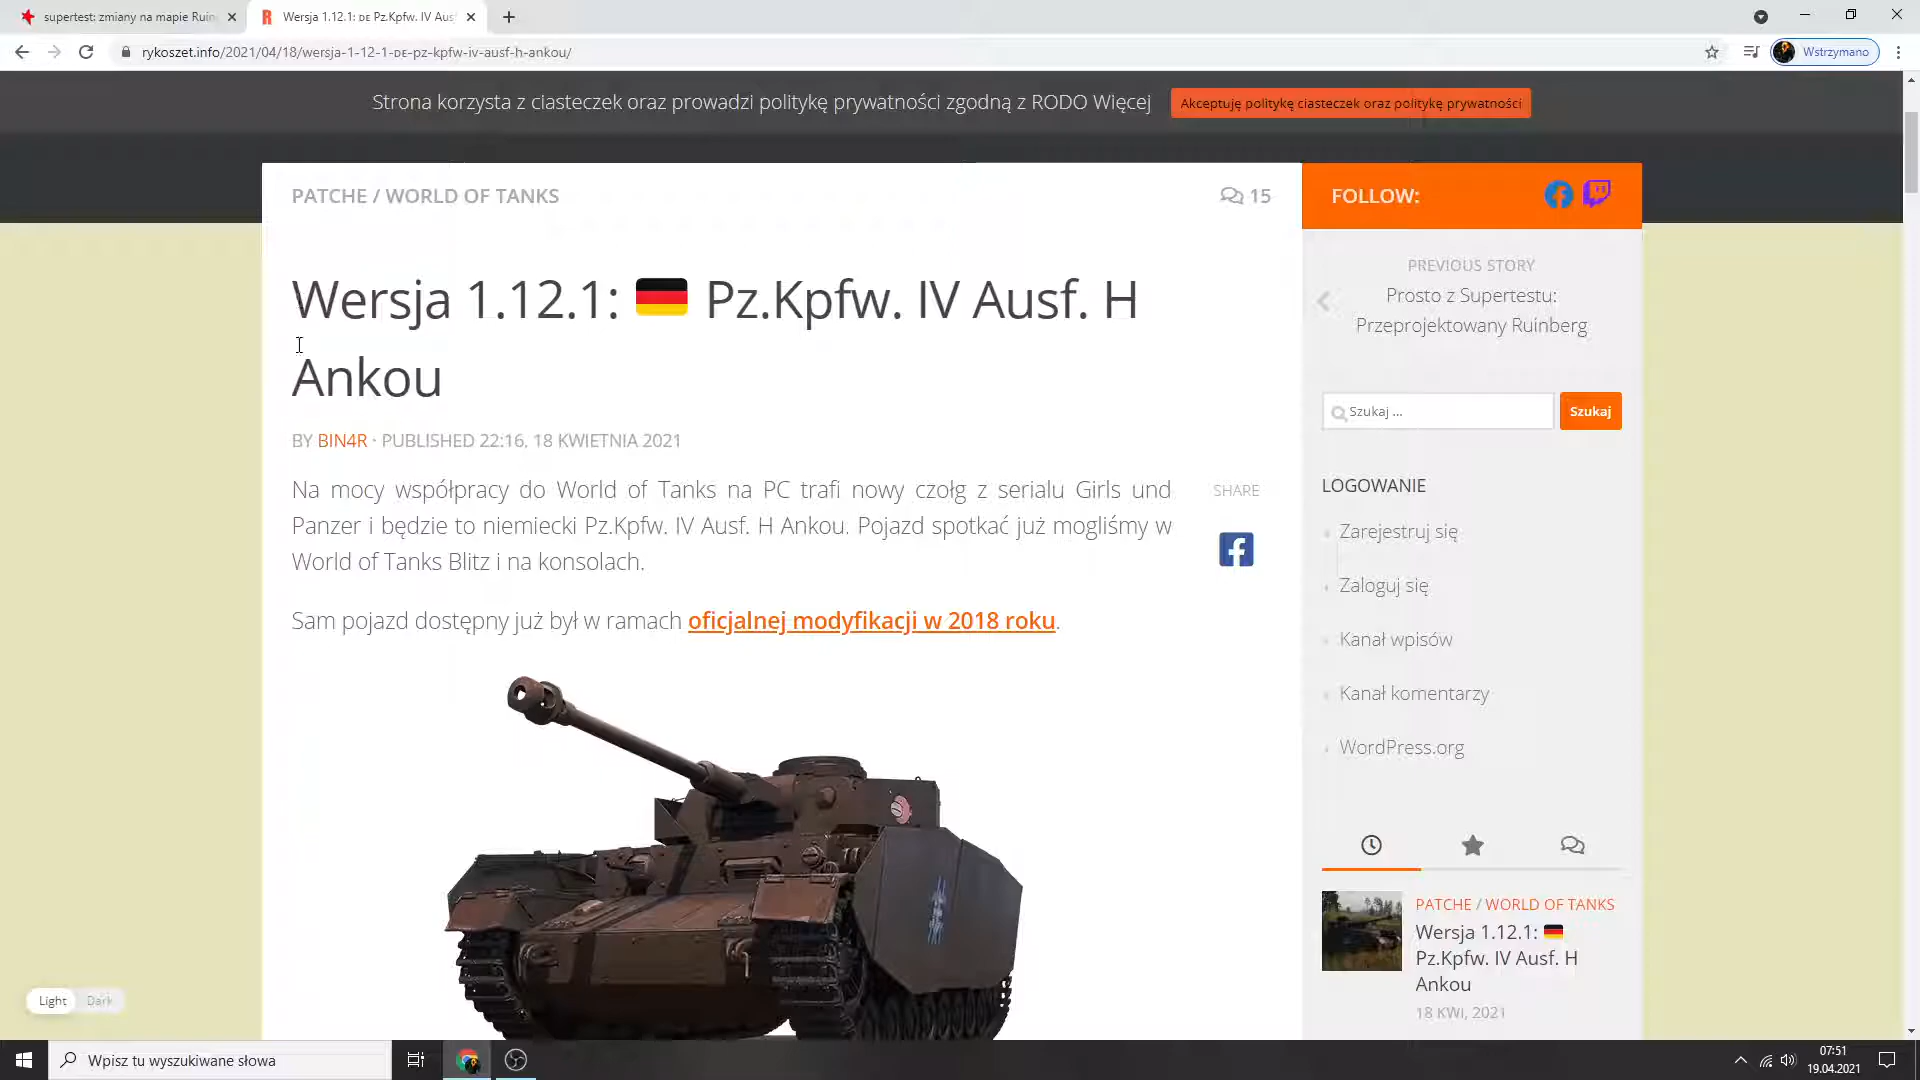 supertest: zmiany na mapie Ruin
Wersja 1.12.1: DE Pz.Kpfw. IV Aus
rykoszet.info/2021/04/18/wersja-1-12-1-ᴅᴇ-pz-kpfw-iv-ausf-h-ankou/
Wstrzymano
Strona korzysta z ciasteczek oraz prowadzi politykę prywatności zgodną z RODO Więcej
Akceptuję politykę ciasteczek oraz politykę prywatności
PATCHE / WORLD OF TANKS
15
Wersja 1.12.1: 🇩🇪 Pz.Kpfw. IV Ausf. H
Ankou
BY BIN4R · PUBLISHED 22:16, 18 KWIETNIA 2021
Na mocy współpracy do World of Tanks na PC trafi nowy czołg z serialu Girls und
Panzer i będzie to niemiecki Pz.Kpfw. IV Ausf. H Ankou. Pojazd spotkać już mogliśmy w
World of Tanks Blitz i na konsolach.
SHARE
Sam pojazd dostępny już był w ramach oficjalnej modyfikacji w 2018 roku.
FOLLOW:
PREVIOUS STORY
Prosto z Supertestu:
Przeprojektowany Ruinberg
Szukaj ...
Szukaj
LOGOWANIE
Zarejestruj się
Zaloguj się
Kanał wpisów
Kanał komentarzy
WordPress.org
PATCHE / WORLD OF TANKS
Wersja 1.12.1: 🇩🇪
Pz.Kpfw. IV Ausf. H
Ankou
18 KWI, 2021
Light
Dark
Wpisz tu wyszukiwane słowa
07:51
19.04.2021